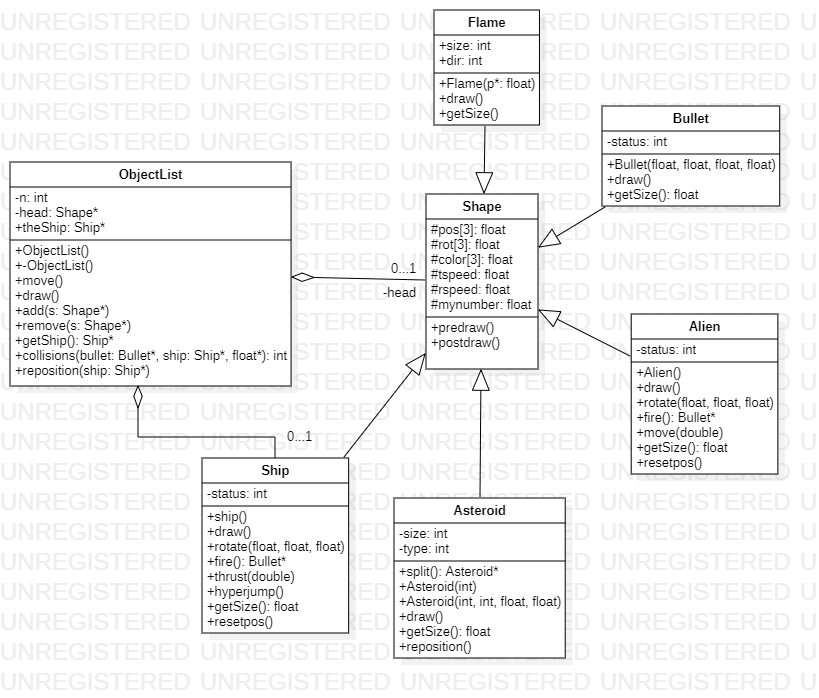 Flame
+size: int
+dir: int
+Flame(p*: float)
+draw()
+getSize()
Bullet
-status: int
+Bullet(float, float, float, float)
+draw()
+getSize(): float
ObjectList
-n: int
-head: Shape*
+theShip: Ship*
+ObjectList()
+-ObjectList()
+move()
+draw()
+add(s: Shape*)
+remove(s: Shape*)
+getShip(): Ship*
+collisions(bullet: Bullet*, ship: Ship*, float*): int
+reposition(ship: Ship*)
0...1
-head
Shape
#pos[3]: float
#rot[3]: float
#color[3]: float
#tspeed: float
#rspeed: float
#mynumber: float
+predraw()
+postdraw()
Alien
-status: int
+Alien()
+draw()
+rotate(float, float, float)
+fire(): Bullet*
+move(double)
+getSize(): float
+resetpos()
0...1
Ship
-status: int
+ship()
+draw()
+rotate(float, float, float)
+fire(): Bullet*
+thrust(double)
+hyperjump()
+getSize(): float
+resetpos()
Asteroid
-size: int
-type: int
+split(): Asteroid*
+Asteroid(int)
+Asteroid(int, int, float, float)
+draw()
+getSize(): float
+reposition()
UNREGISTERED UNREGISTERED UNREGISTERED UNREGISTERED U